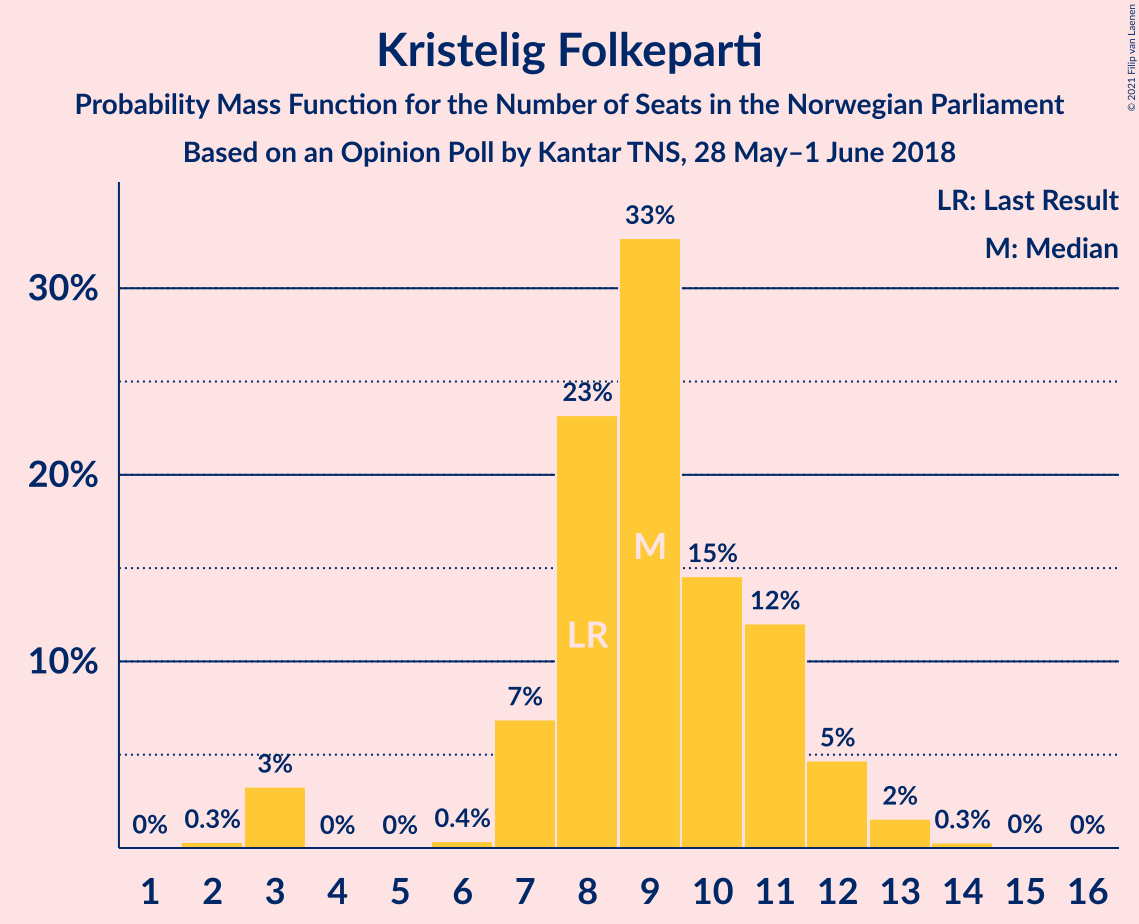 Kristelig Folkeparti
Probability Mass Function for the Number of Seats in the Norwegian Parliament
Based on an Opinion Poll by Kantar TNS, 28 May–1 June 2018
© 2021 Filip van Laenen
LR: Last Result
M: Median
30%
20%
10%
0%
0.3%
3%
0%
0%
0.4%
7%
23%
33%
15%
12%
5%
2%
0.3%
0%
0%
LR
M
1 2 3 4 5 6 7 8 9 10 11 12 13 14 15 16